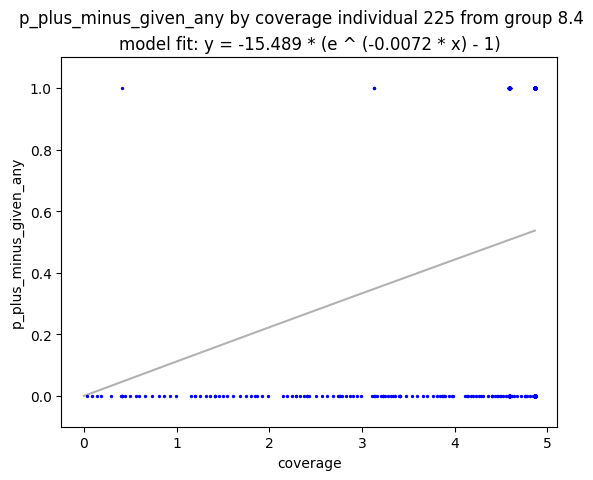 p_plus_minus_given_any by coverage individual 225 from group 8.4
model fit: y = -15.489 * (e ^ (-0.0072 * x) - 1)
1.0
0.8
0.6
0.4
0.2
0.0
p_plus_minus_given_any
0 1 2 3 4 5
coverage